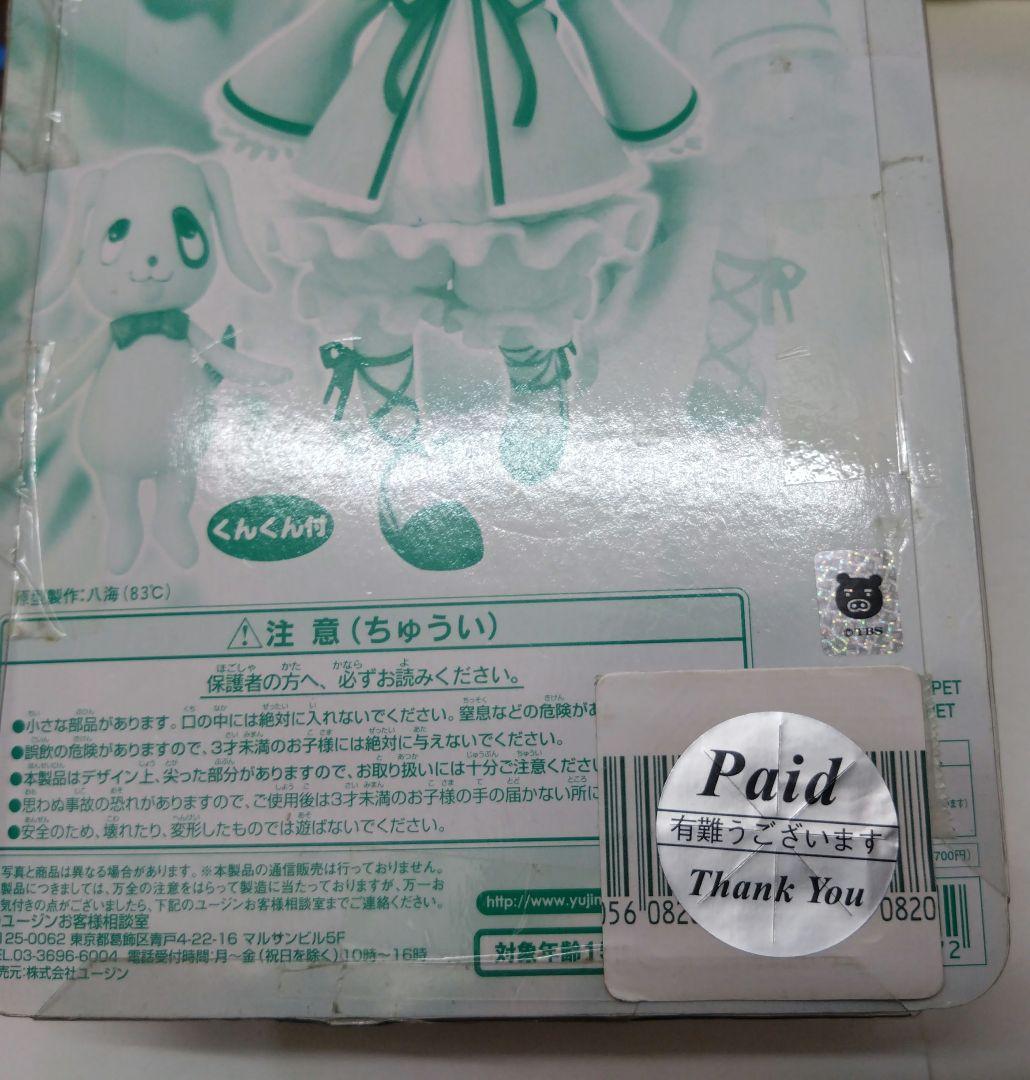 くんくん付
原型製作:八海(83℃)
©TBS
⚠注 意(ちゅうい)
保護者の方へ、必ずお読みください。
●小さな部品があります。口の中には絶対に入れないでください。窒息などの危険があ
●誤飲の危険がありますので、3才未満のお子様には絶対に与えないでください。
●本製品はデザイン上、尖った部分がありますので、お取り扱いには十分ご注意くださ
●思わぬ事故の恐れがありますので、ご使用後は3才未満のお子様の手の届かない所に
●安全のため、壊れたり、変形したものでは遊ばないでください。
写真と商品は異なる場合があります。※本製品の通信販売は行っておりません。
製品につきましては、万全の注意をはらって製造に当たっておりますが、万一お
気付きの点がございましたら、下記のユージンお客様相談室までご連絡ください。
ユージンお客様相談室
125-0062 東京都葛飾区青戸4-22-16 マルサンビル5F
EL.03-3696-6004 電話受付時間:月〜金(祝日を除く)10時〜16時
売元:株式会社ユージン
http://www.yujin
対象年齢15
PET
PET
700円)
Paid
有難うございます
Thank You
056 082
0820
2